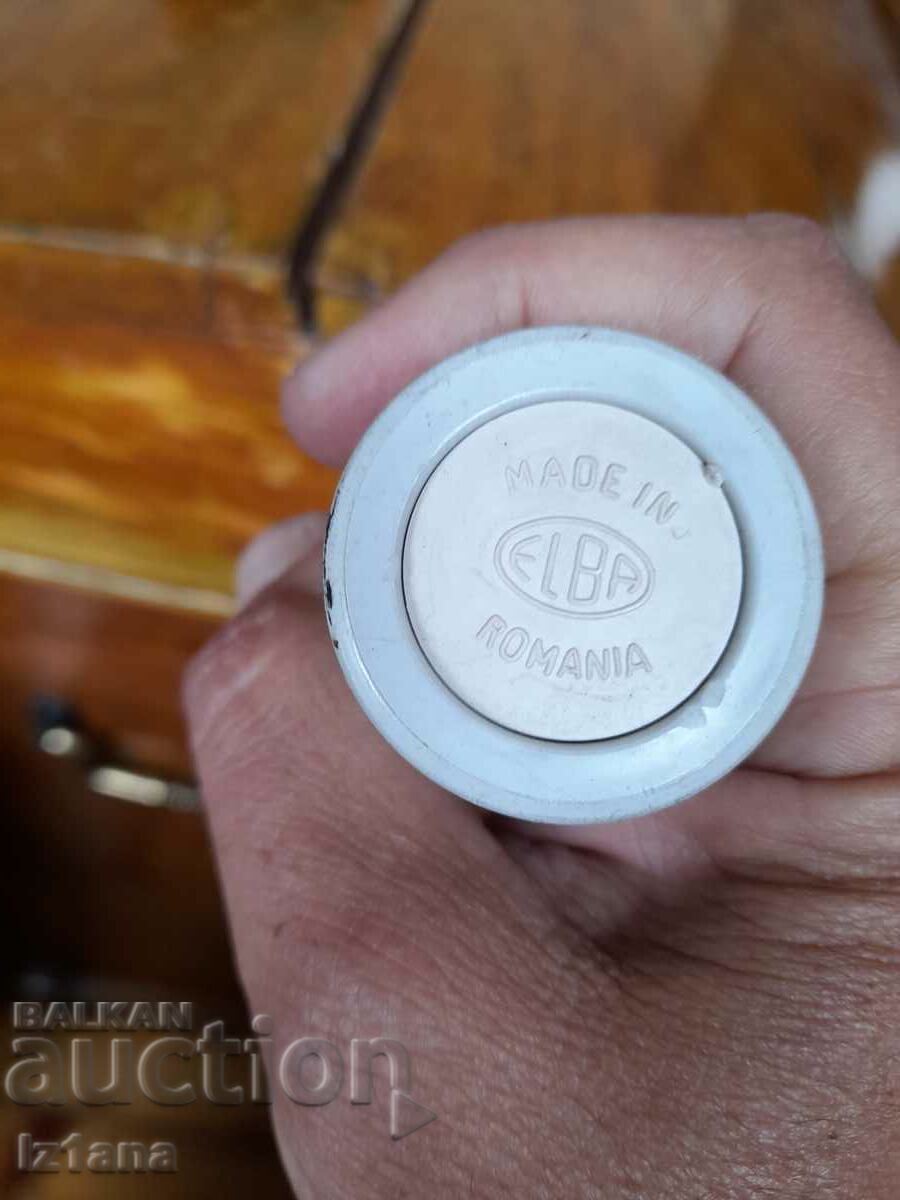 MADE IN
ELBA
ROMANIA
BALKAN
auction
Iz1ana